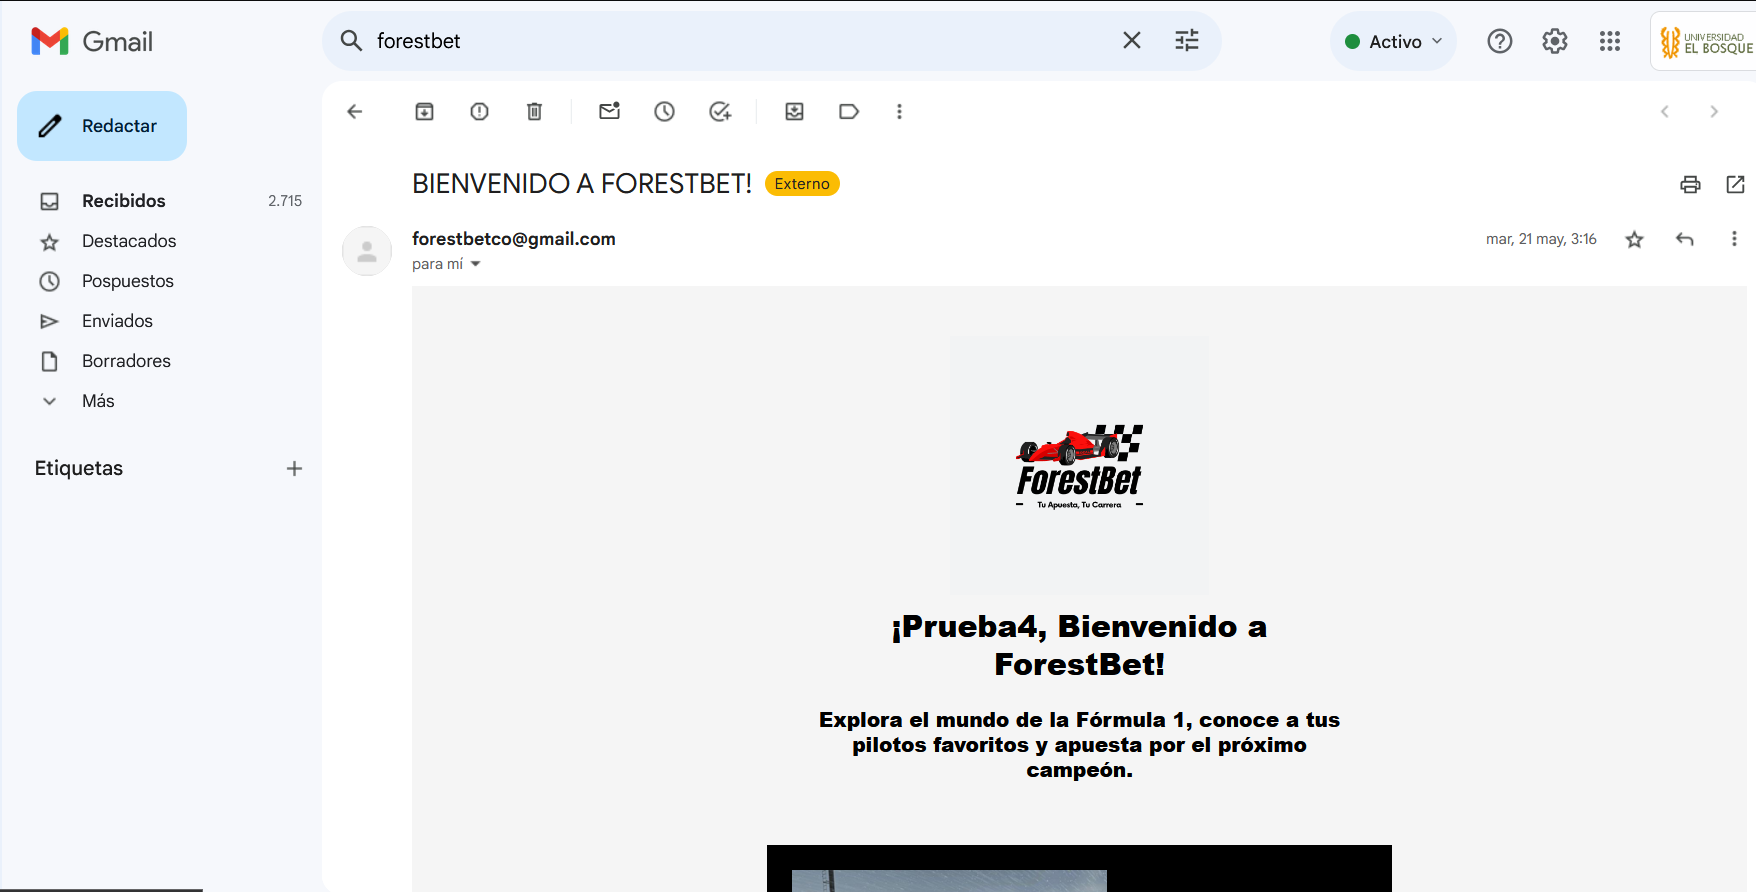 Gmail
forestbet
Activo
UNIVERSIDAD
EL BOSQUE
Redactar
Recibidos 2.715
Destacados
Pospuestos
Enviados
Borradores
Más
Etiquetas
BIENVENIDO A FORESTBET! Externo
forestbetco@gmail.com mar, 21 may, 3:16
para mí
ForestBet
Tu Apuesta, Tu Carrera
¡Prueba4, Bienvenido a
ForestBet!
Explora el mundo de la Fórmula 1, conoce a tus
pilotos favoritos y apuesta por el próximo
campeón.